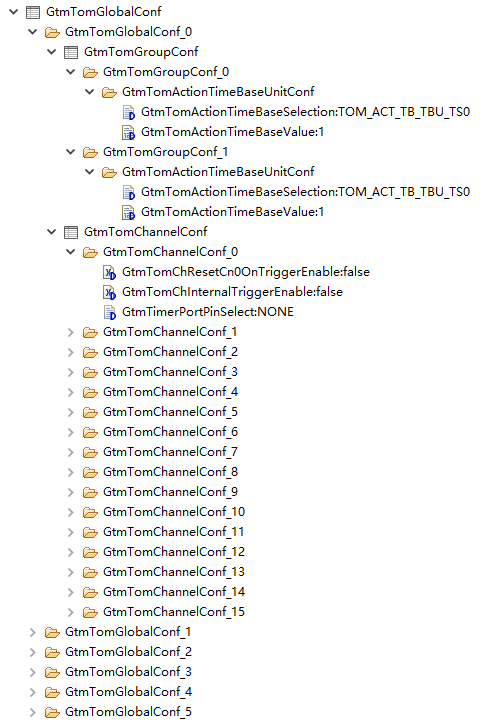 GtmTomGlobalConf
GtmTomGlobalConf_0
GtmTomGroupConf
GtmTomGroupConf_0
GtmTomActionTimeBaseUnitConf
GtmTomActionTimeBaseSelection:TOM_ACT_TB_TBU_TS0
GtmTomActionTimeBaseValue:1
GtmTomGroupConf_1
GtmTomActionTimeBaseUnitConf
GtmTomActionTimeBaseSelection:TOM_ACT_TB_TBU_TS0
GtmTomActionTimeBaseValue:1
GtmTomChannelConf
GtmTomChannelConf_0
GtmTomChResetCn0OnTriggerEnable:false
GtmTomChInternalTriggerEnable:false
GtmTimerPortPinSelect:NONE
GtmTomChannelConf_1
GtmTomChannelConf_2
GtmTomChannelConf_3
GtmTomChannelConf_4
GtmTomChannelConf_5
GtmTomChannelConf_6
GtmTomChannelConf_7
GtmTomChannelConf_8
GtmTomChannelConf_9
GtmTomChannelConf_10
GtmTomChannelConf_11
GtmTomChannelConf_12
GtmTomChannelConf_13
GtmTomChannelConf_14
GtmTomChannelConf_15
GtmTomGlobalConf_1
GtmTomGlobalConf_2
GtmTomGlobalConf_3
GtmTomGlobalConf_4
GtmTomGlobalConf_5